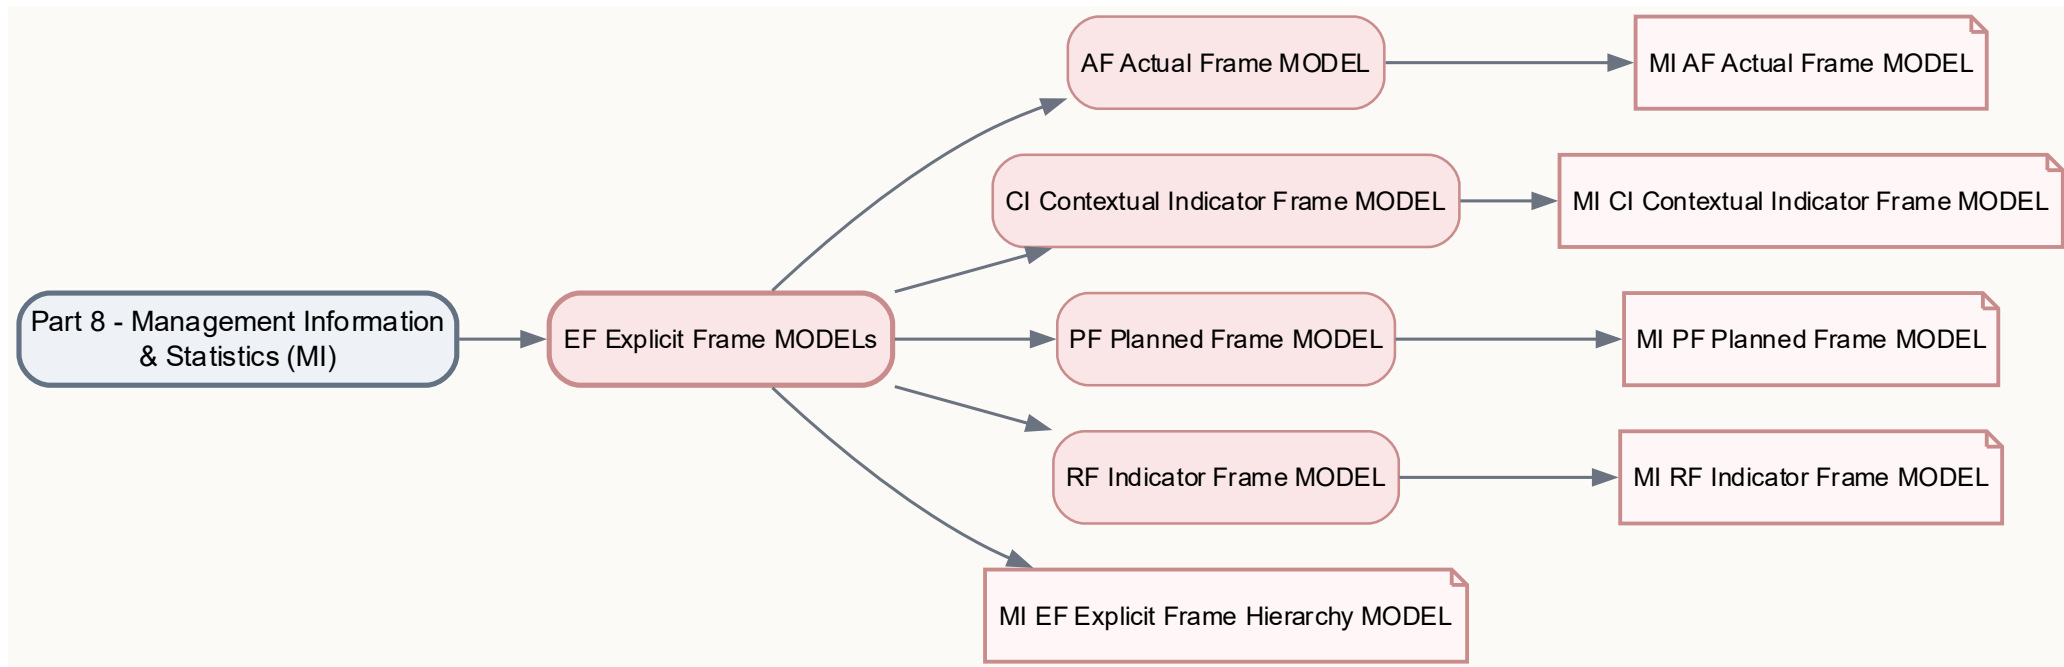 Part 8 - Management Information
& Statistics (MI)
EF Explicit Frame MODELs
AF Actual Frame MODEL
MI AF Actual Frame MODEL
CI Contextual Indicator Frame MODEL
MI CI Contextual Indicator Frame MODEL
PF Planned Frame MODEL
MI PF Planned Frame MODEL
RF Indicator Frame MODEL
MI RF Indicator Frame MODEL
MI EF Explicit Frame Hierarchy MODEL